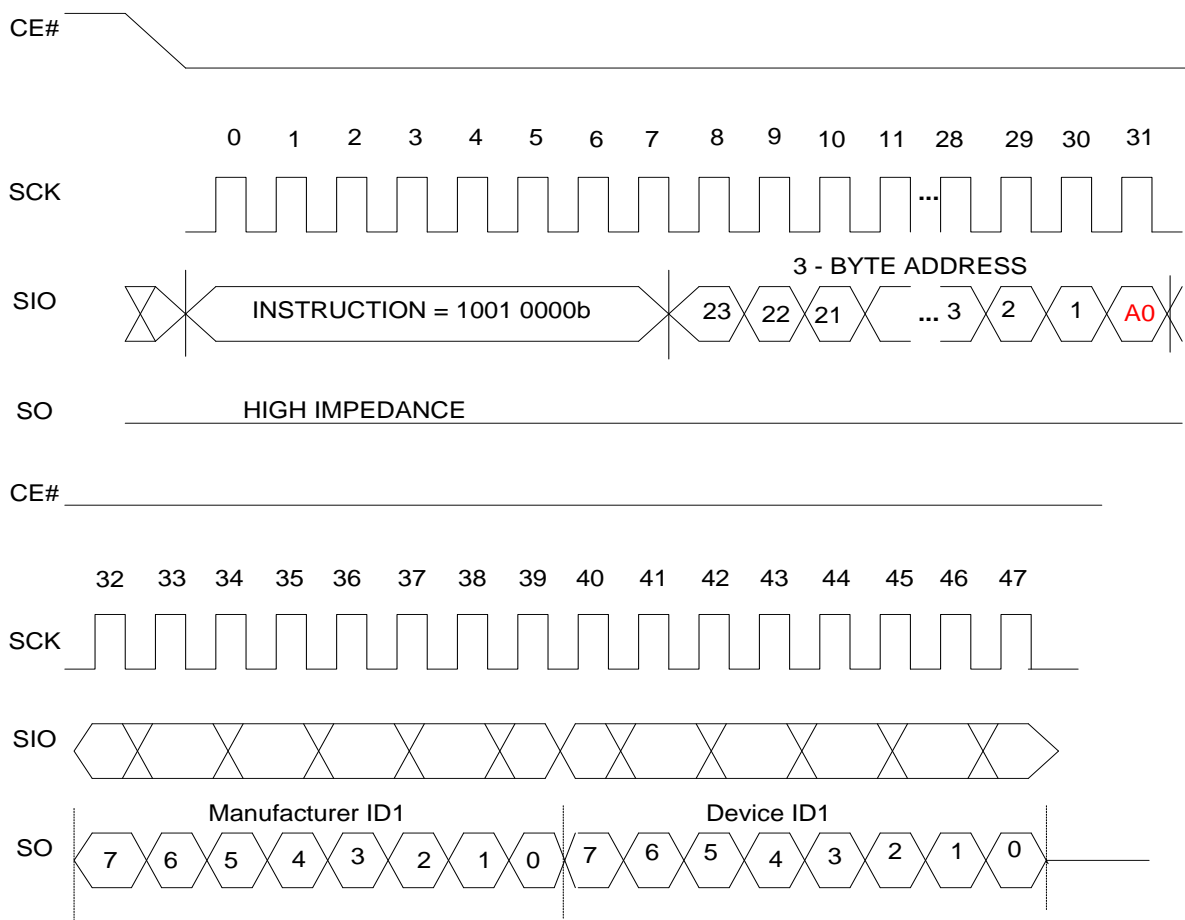 CE#
0 1 2 3 4 5 6 7 8 9 10 11 28 29 30 31
SCK ...
3 - BYTE ADDRESS
SIO INSTRUCTION = 1001 0000b 23 22 21 ... 3 2 1 A0
SO HIGH IMPEDANCE
CE#
32 33 34 35 36 37 38 39 40 41 42 43 44 45 46 47
SCK
SIO
Manufacturer ID1 Device ID1
SO 7 6 5 4 3 2 1 0 7 6 5 4 3 2 1 0